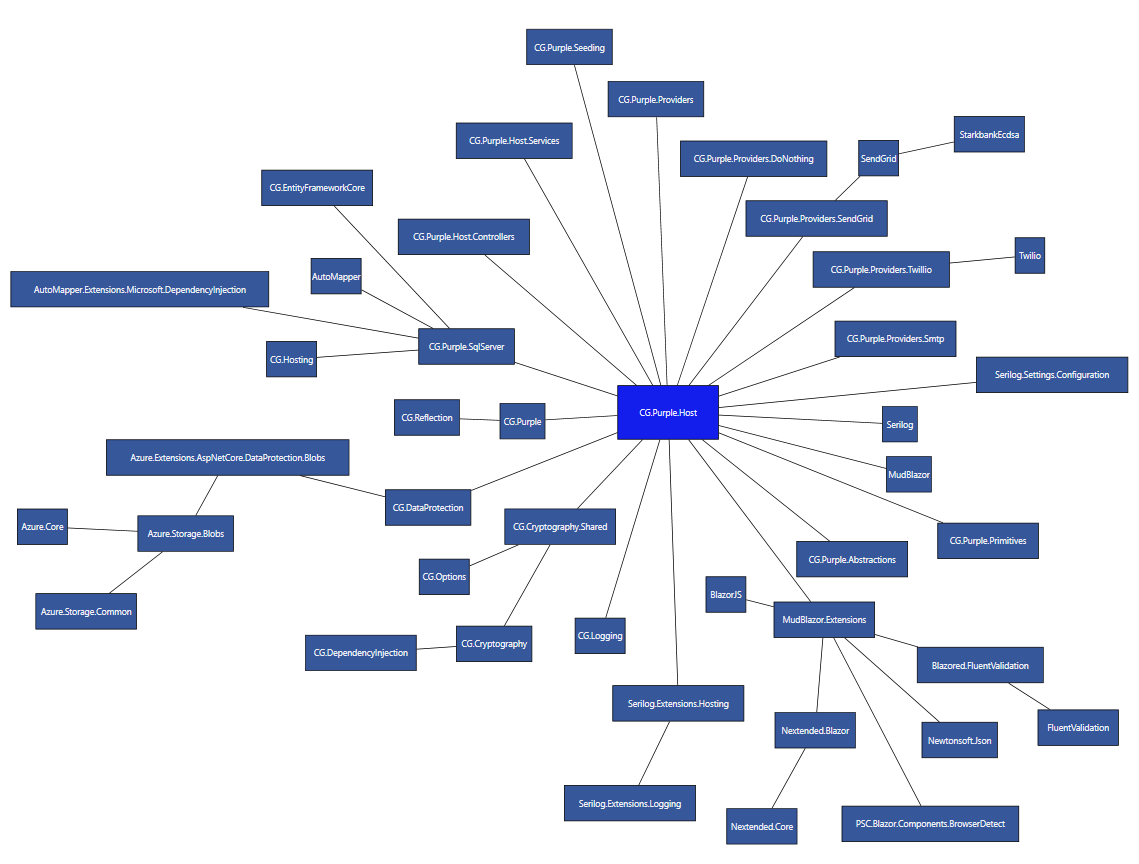 CG.Purple.Seeding
CG.Purple.Providers
StarkbankEcdsa
CG.Purple.Host.Services
CG.Purple.Providers.DoNothing
SendGrid
CG.EntityFrameworkCore
CG.Purple.Providers.SendGrid
CG.Purple.Host.Controllers
Twilio
AutoMapper
CG.Purple.Providers.Twillio
AutoMapper.Extensions.Microsoft.DependencyInjection
CG.Purple.Providers.Smtp
CG.Purple.SqlServer
CG.Hosting
Serilog.Settings.Configuration
CG.Purple.Host
CG.Reflection
CG.Purple
Serilog
Azure.Extensions.AspNetCore.DataProtection.Blobs
MudBlazor
CG.DataProtection
Azure.Core
CG.Cryptography.Shared
Azure.Storage.Blobs
CG.Purple.Primitives
CG.Purple.Abstractions
CG.Options
BlazorJS
Azure.Storage.Common
MudBlazor.Extensions
CG.Logging
CG.Cryptography
CG.DependencyInjection
Blazored.FluentValidation
Serilog.Extensions.Hosting
FluentValidation
Nextended.Blazor
Newtonsoft.Json
Serilog.Extensions.Logging
PSC.Blazor.Components.BrowserDetect
Nextended.Core